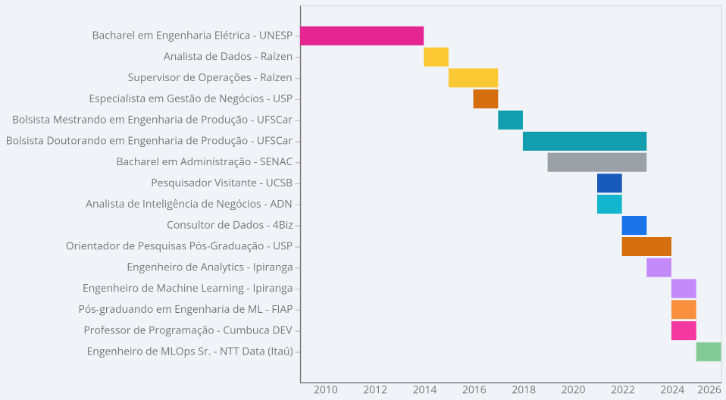 Bacharel em Engenharia Elétrica - UNESP
Analista de Dados - Raízen
Supervisor de Operações - Raízen
Especialista em Gestão de Negócios - USP
Bolsista Mestrando em Engenharia de Produção - UFSCar
Bolsista Doutorando em Engenharia de Produção - UFSCar
Bacharel em Administração - SENAC
Pesquisador Visitante - UCSB
Analista de Inteligência de Negócios - ADN
Consultor de Dados - 4Biz
Orientador de Pesquisas Pós-Graduação - USP
Engenheiro de Analytics - Ipiranga
Engenheiro de Machine Learning - Ipiranga
Pós-graduando em Engenharia de ML - FIAP
Professor de Programação - Cumbuca DEV
Engenheiro de MLOps Sr. - NTT Data (Itaú)
2010 2012 2014 2016 2018 2020 2022 2024 2026